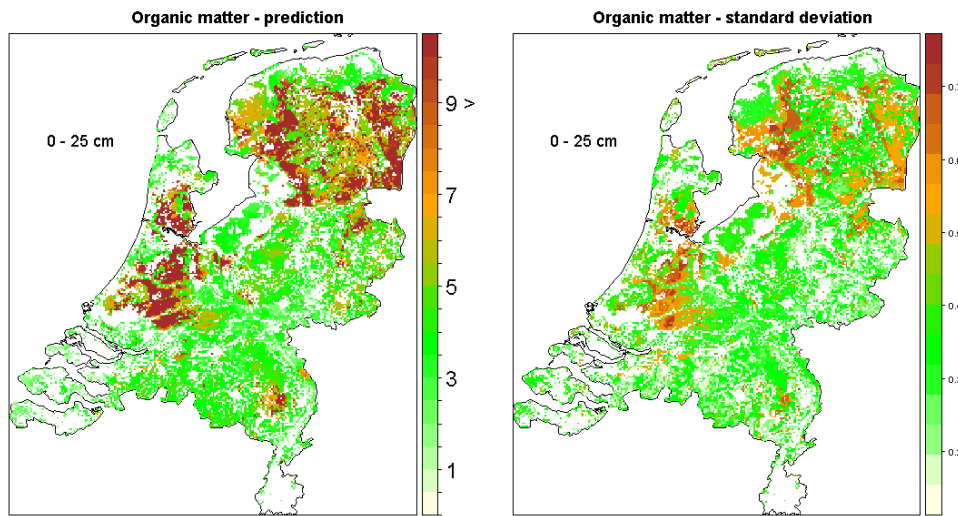 Organic matter - prediction
0 - 25 cm
9 >
7
5
3
1
Organic matter - standard deviation
0 - 25 cm